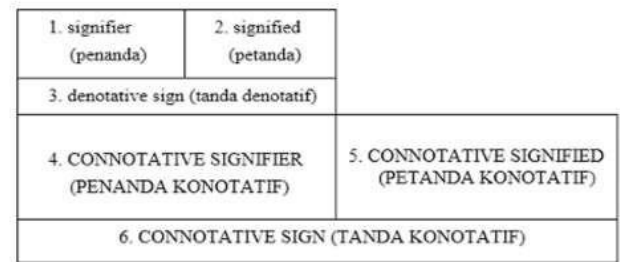 1. signifier
(penanda)
2. signified
(petanda)
3. denotative sign (tanda denotatif)
4. CONNOTATIVE SIGNIFIER
(PENANDA KONOTATIF)
5. CONNOTATIVE SIGNIFIED
(PETANDA KONOTATIF)
6. CONNOTATIVE SIGN (TANDA KONOTATIF)